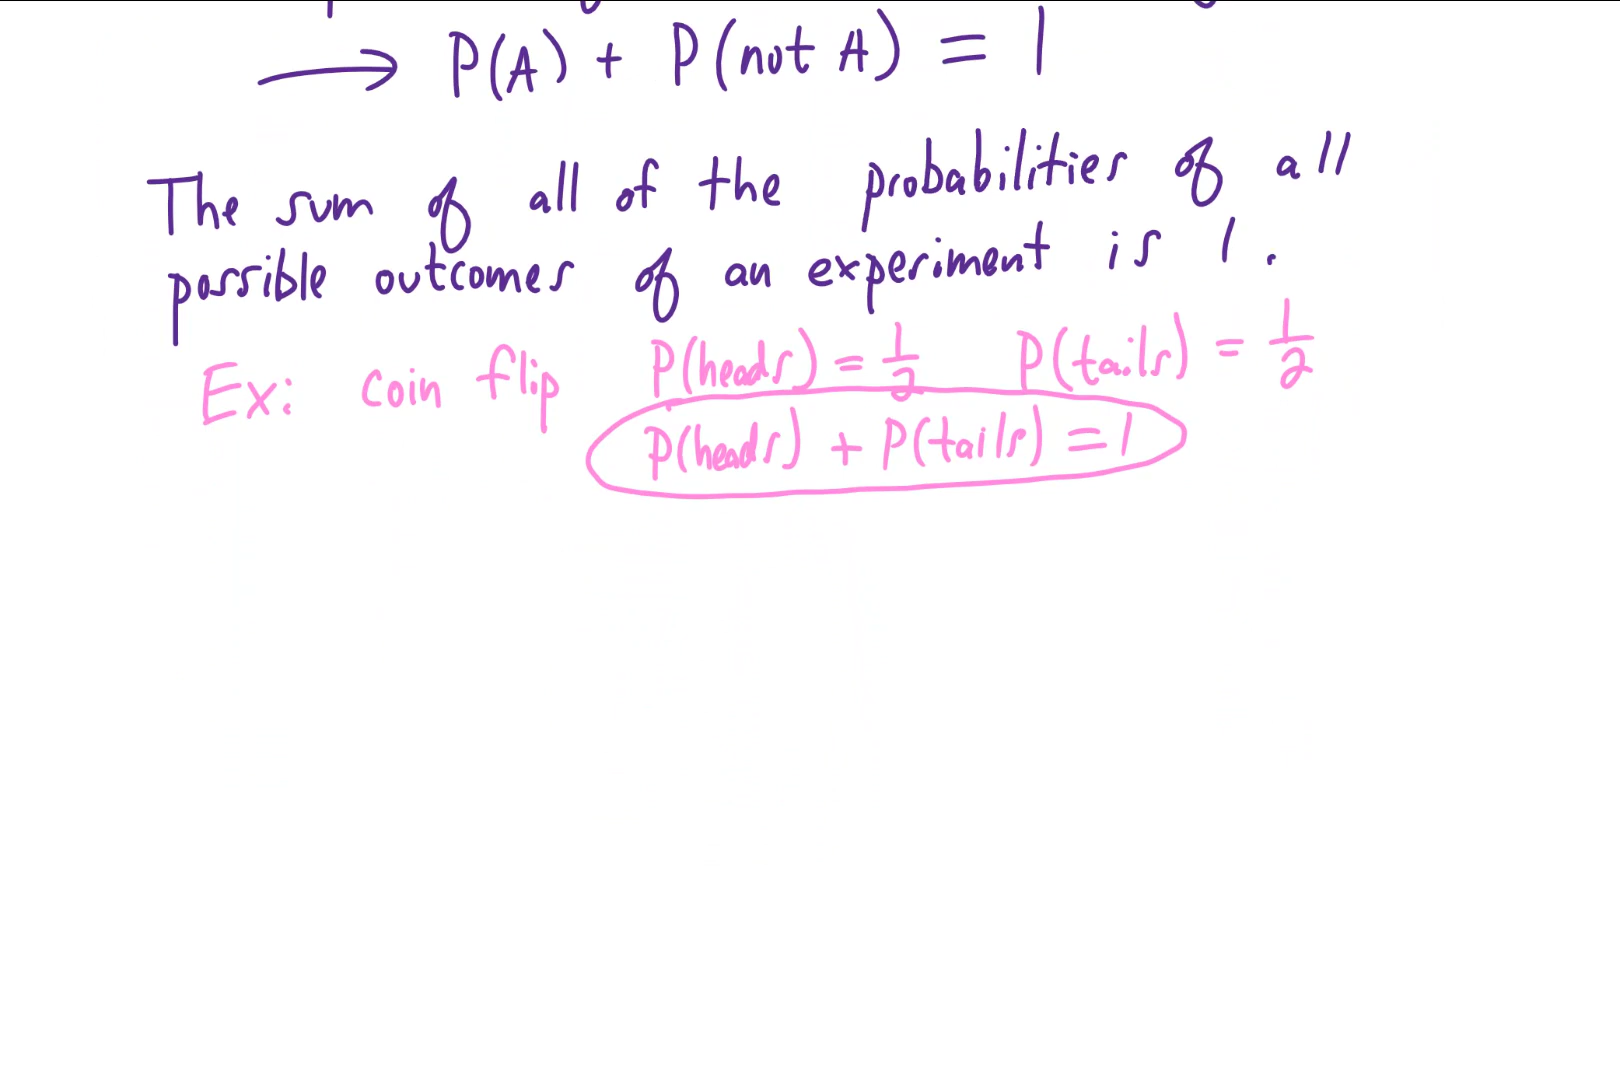 → P(A) + P(not A) = 1
The sum of all of the probabilities of all
possible outcomes of an experiment is 1.
Ex: coin flip P(heads) = 1/2 P(tails) = 1/2
P(heads) + P(tails) = 1